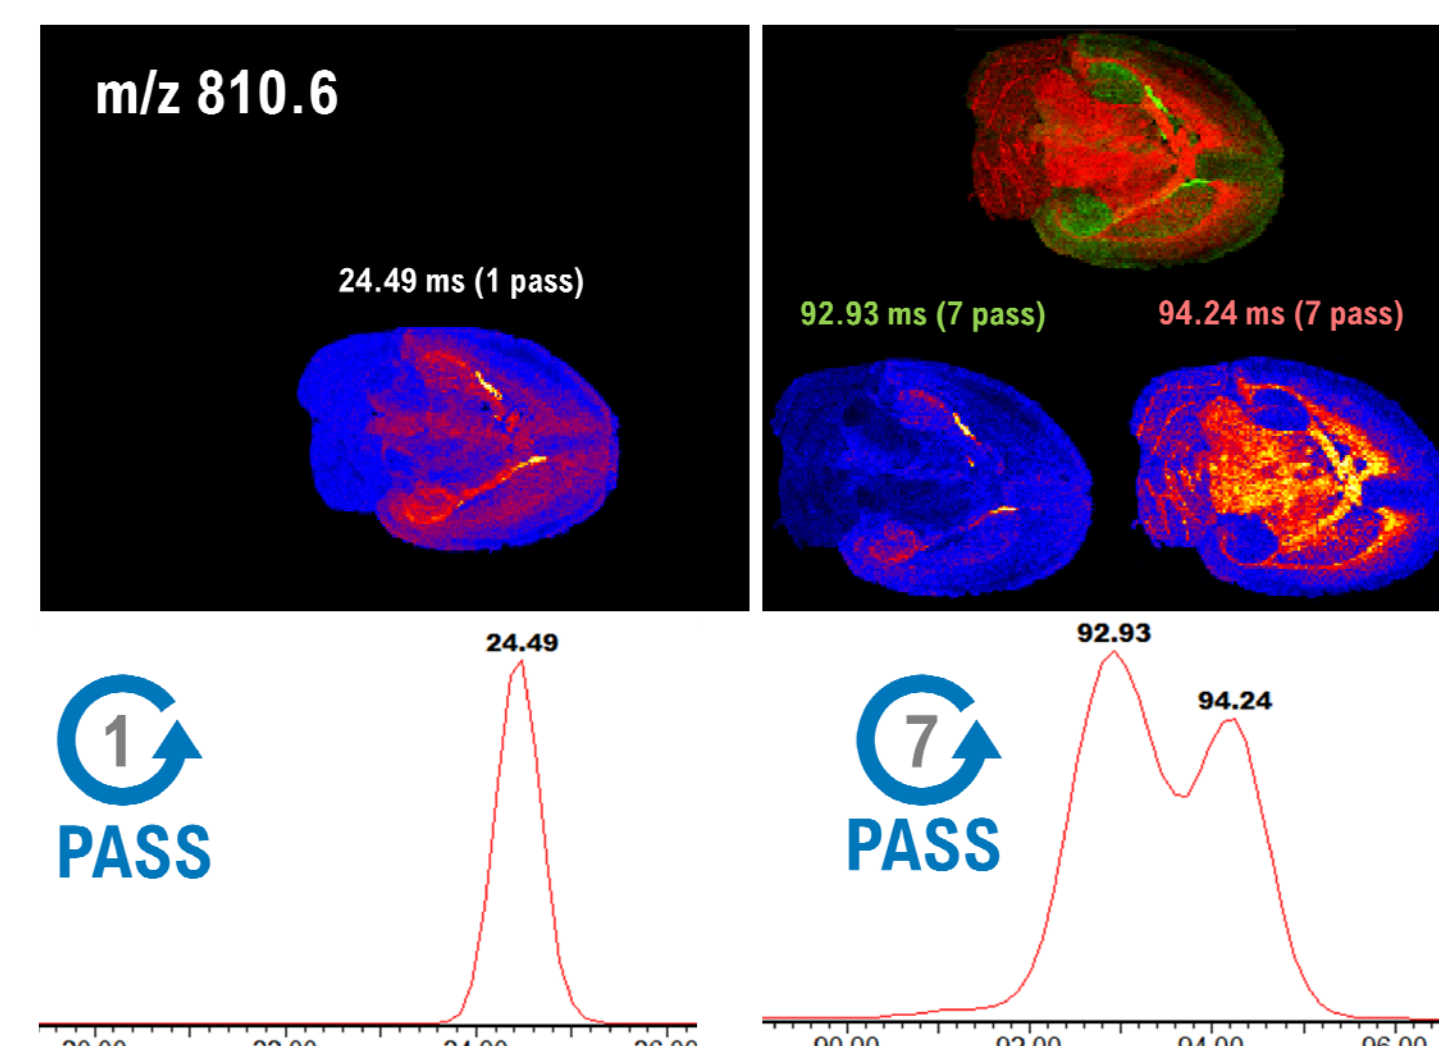 m/z 810.6
24.49 ms (1 pass)
92.93 ms (7 pass)
94.24 ms (7 pass)
24.49
1
PASS
92.93
94.24
7
PASS